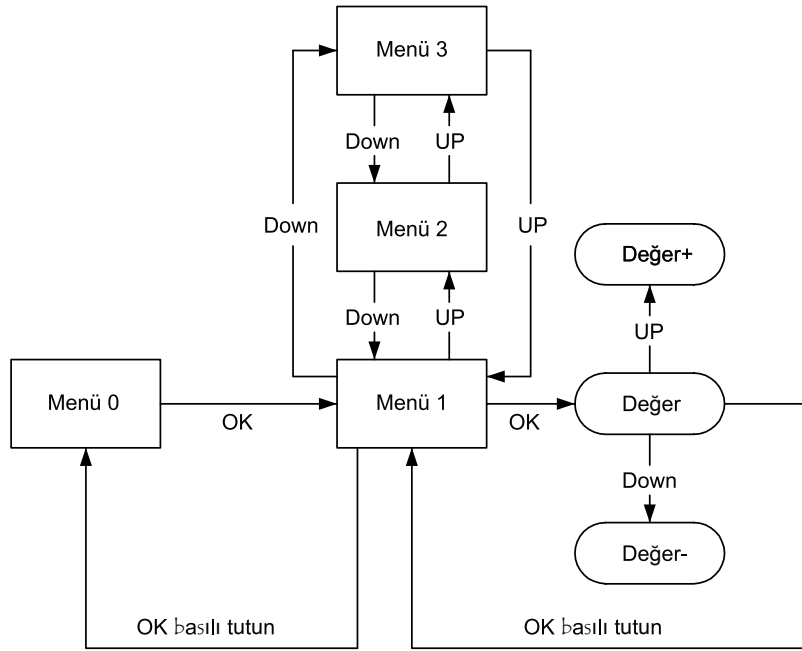 Menü 3
Down
UP
Down
Menü 2
UP
Değer+
Down
UP
UP
Menü 0
Menü 1
Değer
OK
OK
Down
Değer-
OK basılı tutun
OK basılı tutun